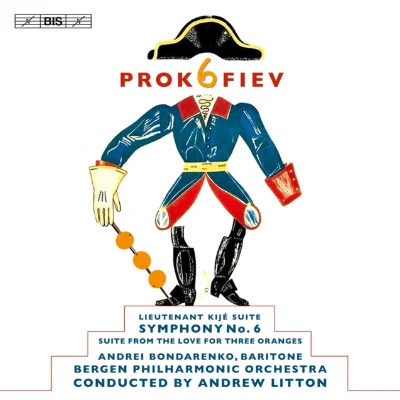 BIS
PROK6FIEV
LIEUTENANT KIJÉ SUITE
SYMPHONY No. 6
SUITE FROM THE LOVE FOR THREE ORANGES
ANDREI BONDARENKO, BARITONE
BERGEN PHILHARMONIC ORCHESTRA
CONDUCTED BY ANDREW LITTON